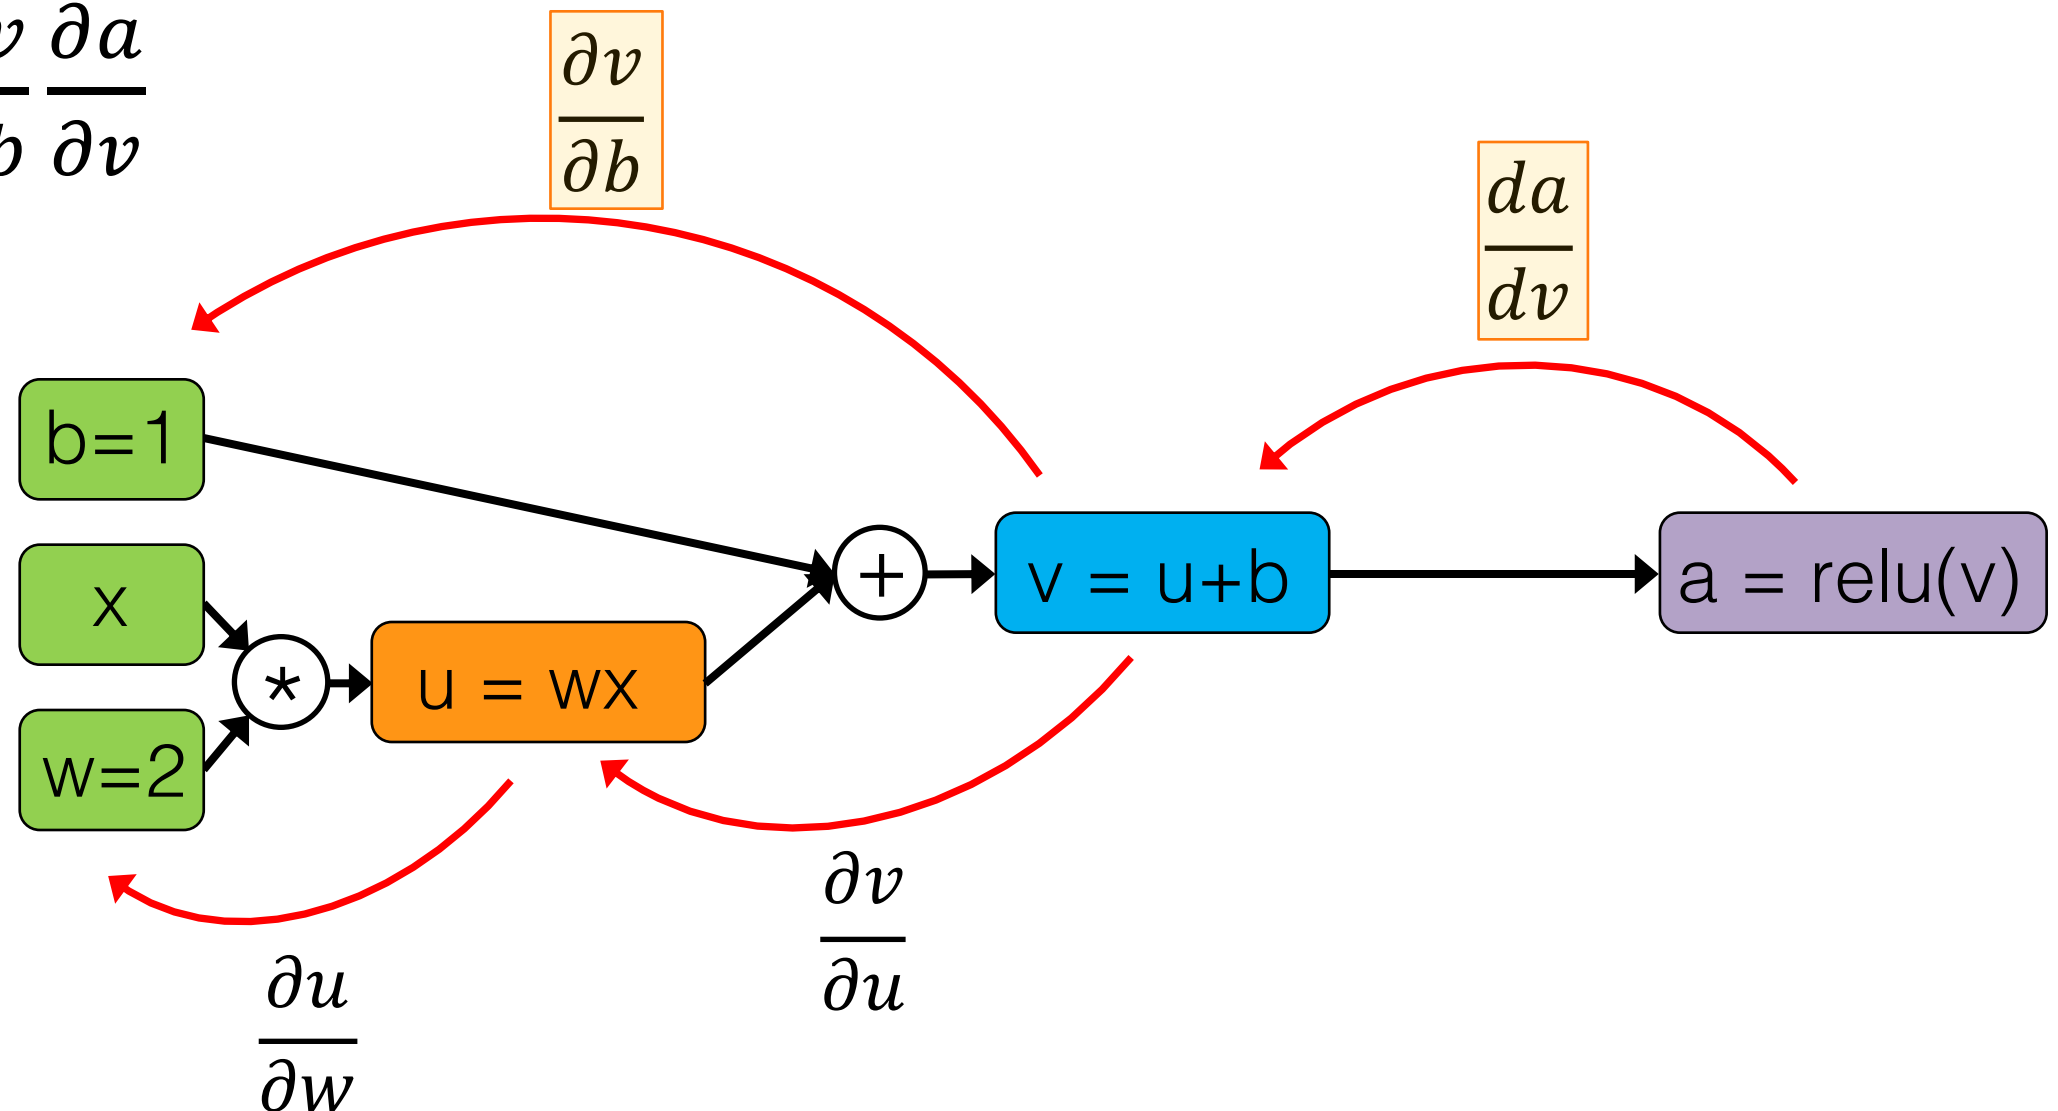 v ∂a
b ∂v
∂v
∂b
da
dv
b=1
x
w=2
*
u = wx
+
v = u+b
a = relu(v)
∂v
∂u
∂u
∂w